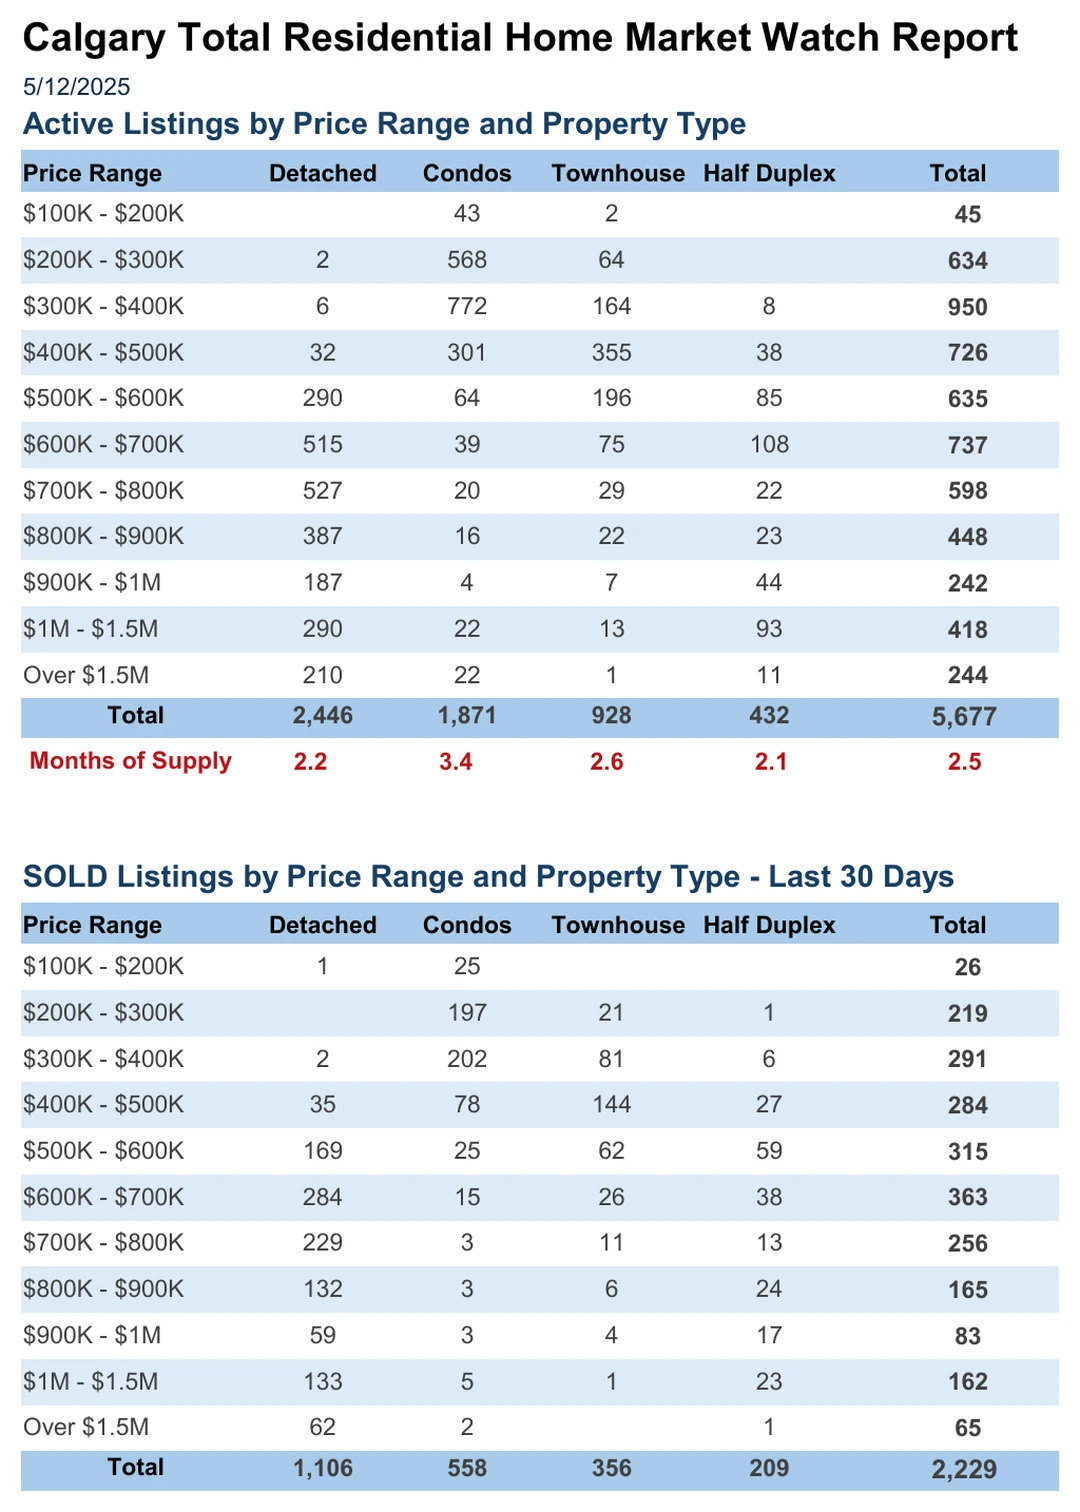 Calgary Total Residential Home Market Watch Report
5/12/2025
Active Listings by Price Range and Property Type
Price Range Detached Condos Townhouse Half Duplex Total
$100K - $200K 43 2 45
$200K - $300K 2 568 64 634
$300K - $400K 6 772 164 8 950
$400K - $500K 32 301 355 38 726
$500K - $600K 290 64 196 85 635
$600K - $700K 515 39 75 108 737
$700K - $800K 527 20 29 22 598
$800K - $900K 387 16 22 23 448
$900K - $1M 187 4 7 44 242
$1M - $1.5M 290 22 13 93 418
Over $1.5M 210 22 1 11 244
Total 2,446 1,871 928 432 5,677
Months of Supply 2.2 3.4 2.6 2.1 2.5
SOLD Listings by Price Range and Property Type - Last 30 Days
Price Range Detached Condos Townhouse Half Duplex Total
$100K - $200K 1 25 26
$200K - $300K 197 21 1 219
$300K - $400K 2 202 81 6 291
$400K - $500K 35 78 144 27 284
$500K - $600K 169 25 62 59 315
$600K - $700K 284 15 26 38 363
$700K - $800K 229 3 11 13 256
$800K - $900K 132 3 6 24 165
$900K - $1M 59 3 4 17 83
$1M - $1.5M 133 5 1 23 162
Over $1.5M 62 2 1 65
Total 1,106 558 356 209 2,229